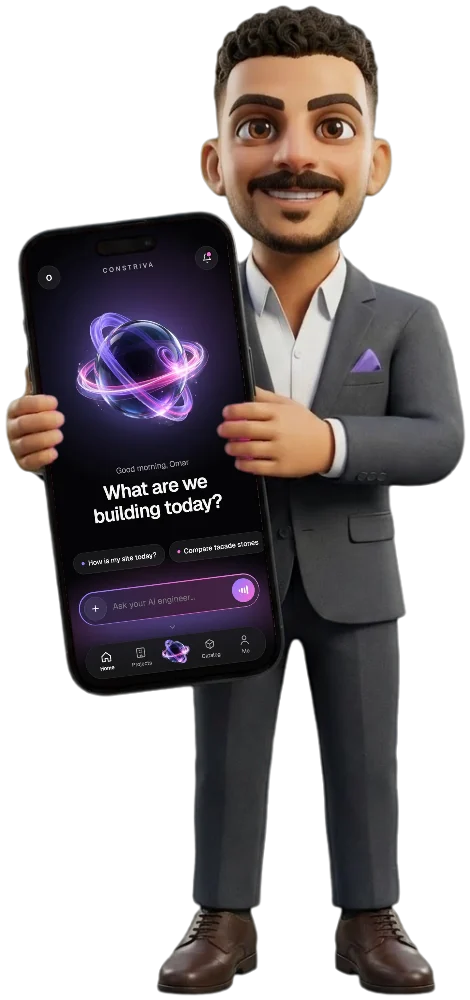 CONSTRIVA
O
Good morning, Omar
What are we
building today?
How is my site today?
Compare facade stones
Ask your AI engineer...
Home
Projects
Catalog
Me